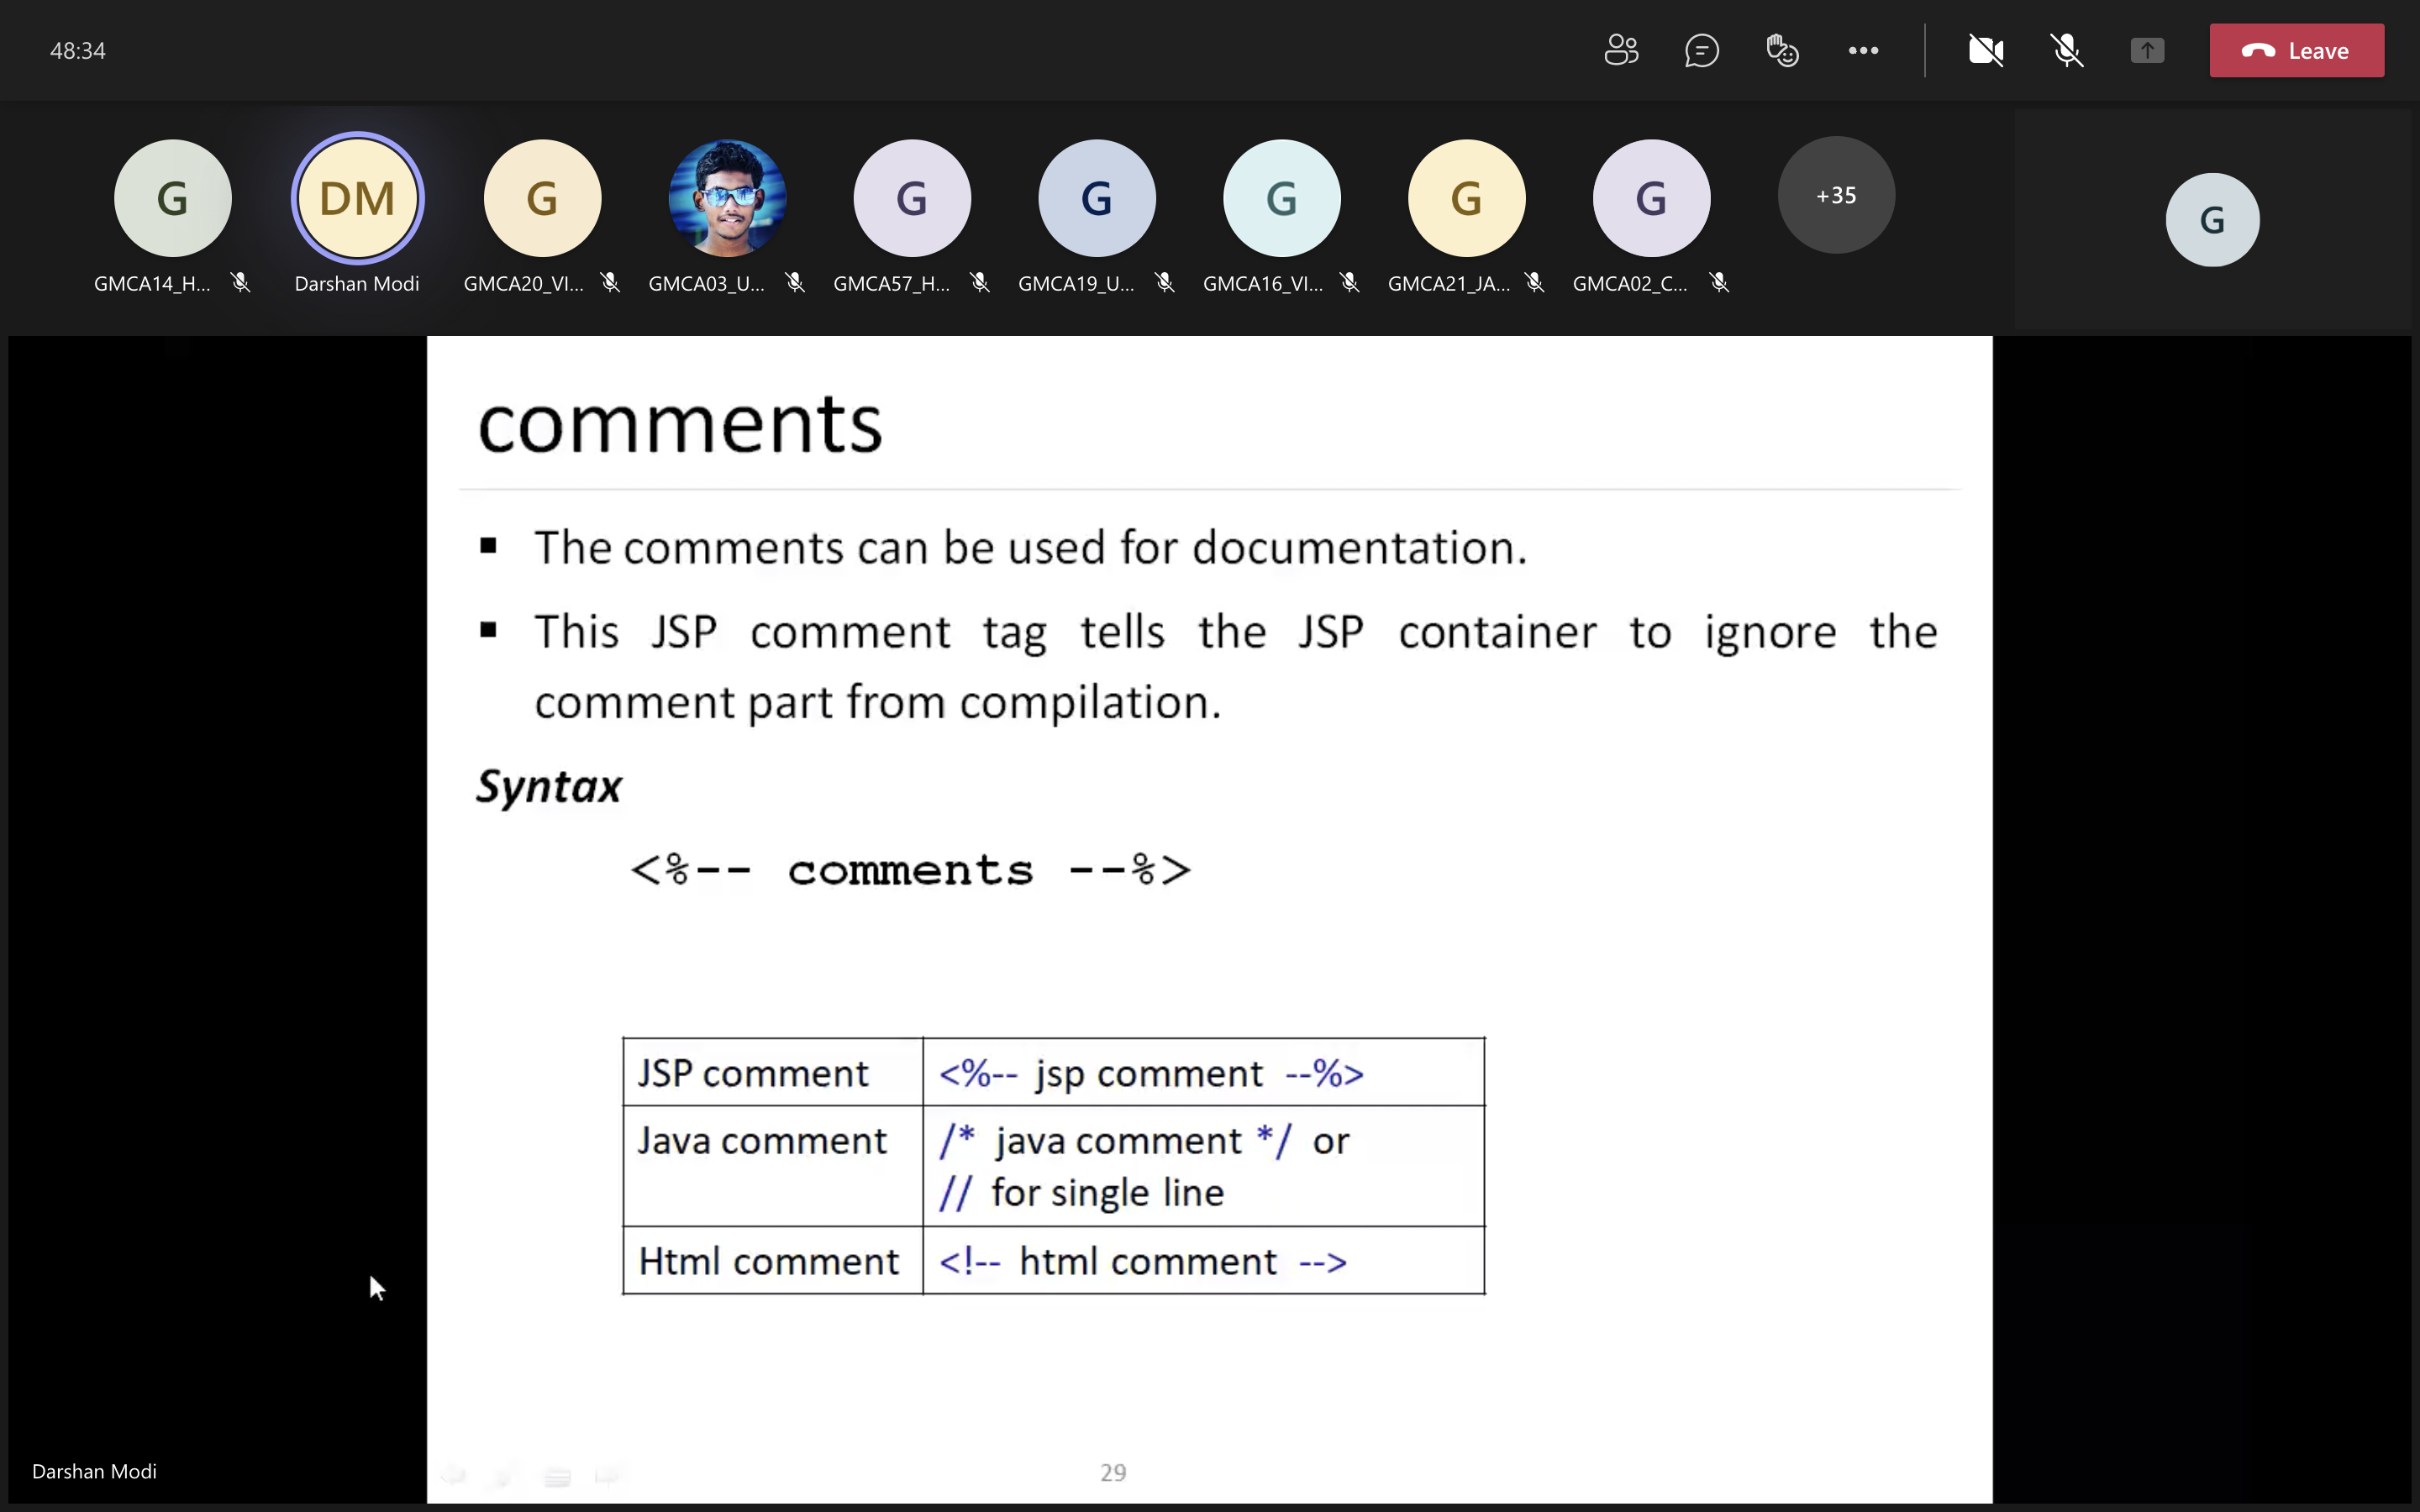 48:34
Leave
G
DM
G
G
G
G
G
G
+35
G
GMCA14_H...
Darshan Modi
GMCA20_VI...
GMCA03_U...
GMCA57_H...
GMCA19_U...
GMCA16_VI...
GMCA21_JA...
GMCA02_C...
comments
▪ The comments can be used for documentation.
▪ This JSP comment tag tells the JSP container to ignore the
comment part from compilation.
Syntax
<%-- comments --%>
JSP comment <%-- jsp comment --%>
Java comment /* java comment */ or
// for single line
Html comment <!-- html comment -->
Darshan Modi
29